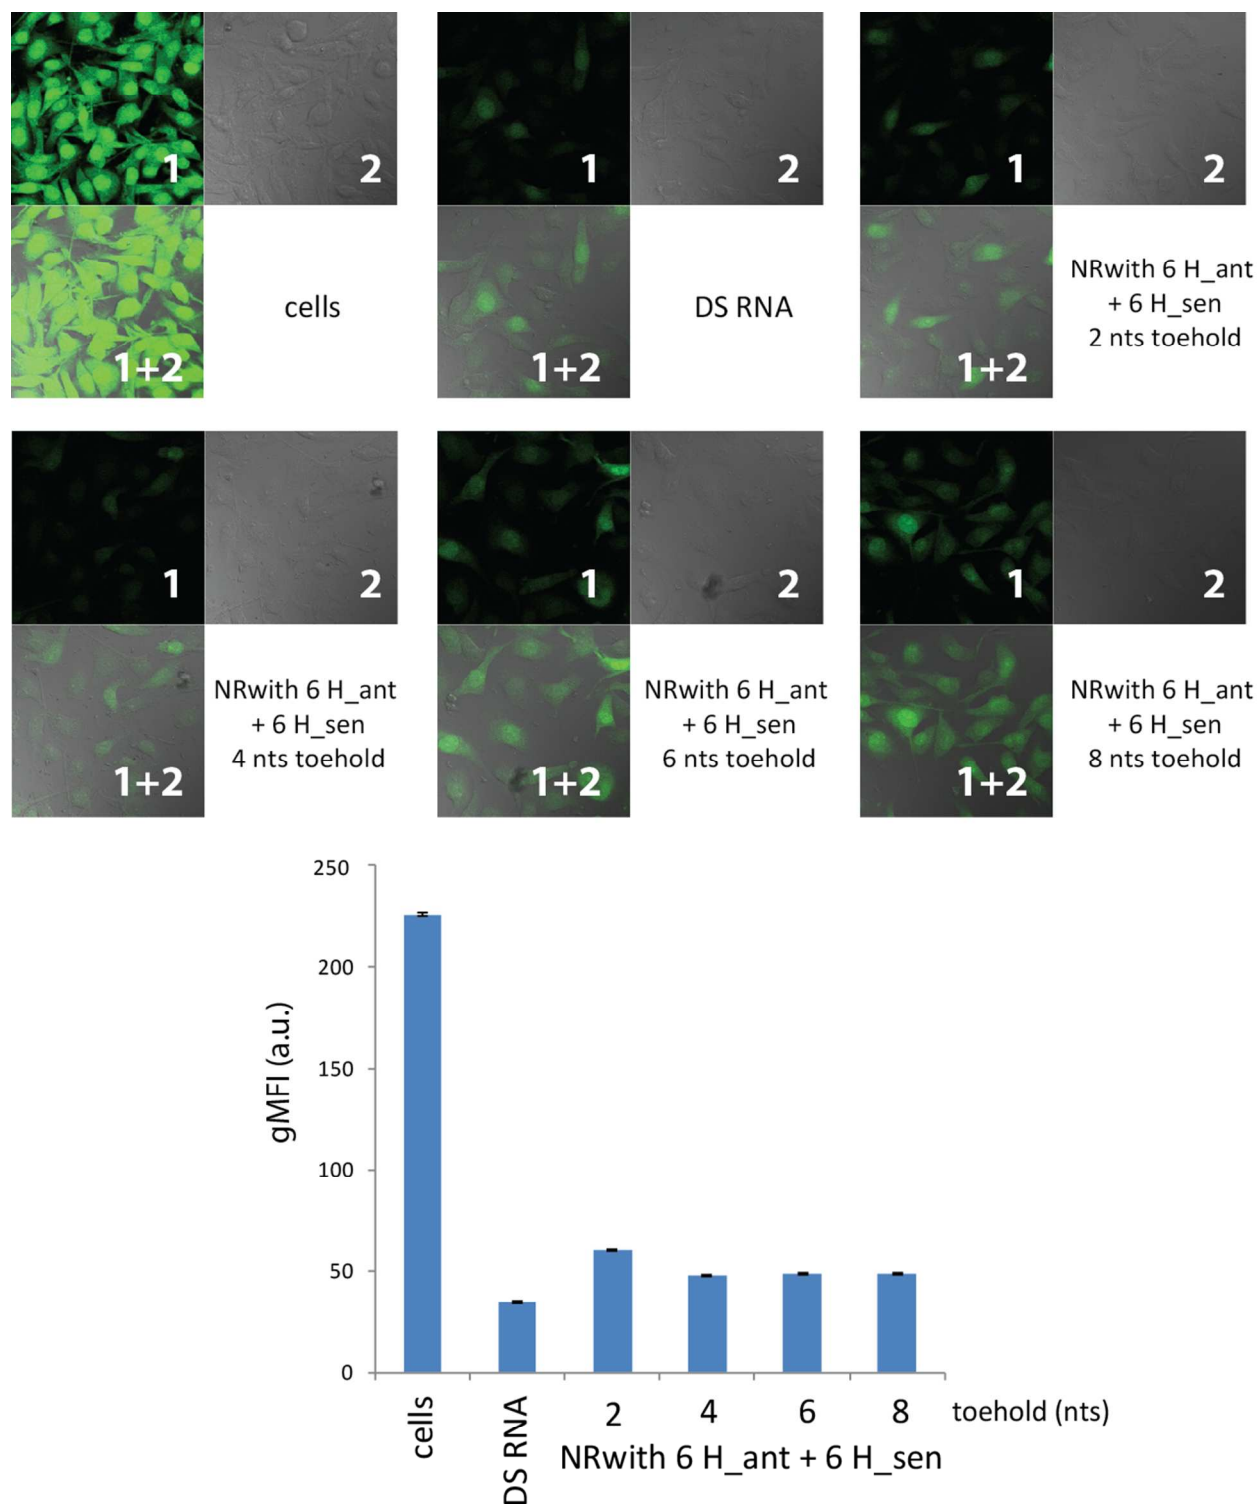 1
2
1+2
cells
1
2
1+2
DS RNA
1
2
1+2
NRwith 6 H_ant
+ 6 H_sen
2 nts toehold
1
2
1+2
NRwith 6 H_ant
+ 6 H_sen
4 nts toehold
1
2
1+2
NRwith 6 H_ant
+ 6 H_sen
6 nts toehold
1
2
1+2
NRwith 6 H_ant
+ 6 H_sen
8 nts toehold
gMFI (a.u.)
250
200
150
100
50
0
cells
DS RNA
2 4 6 8 toehold (nts)
NRwith 6 H_ant + 6 H_sen